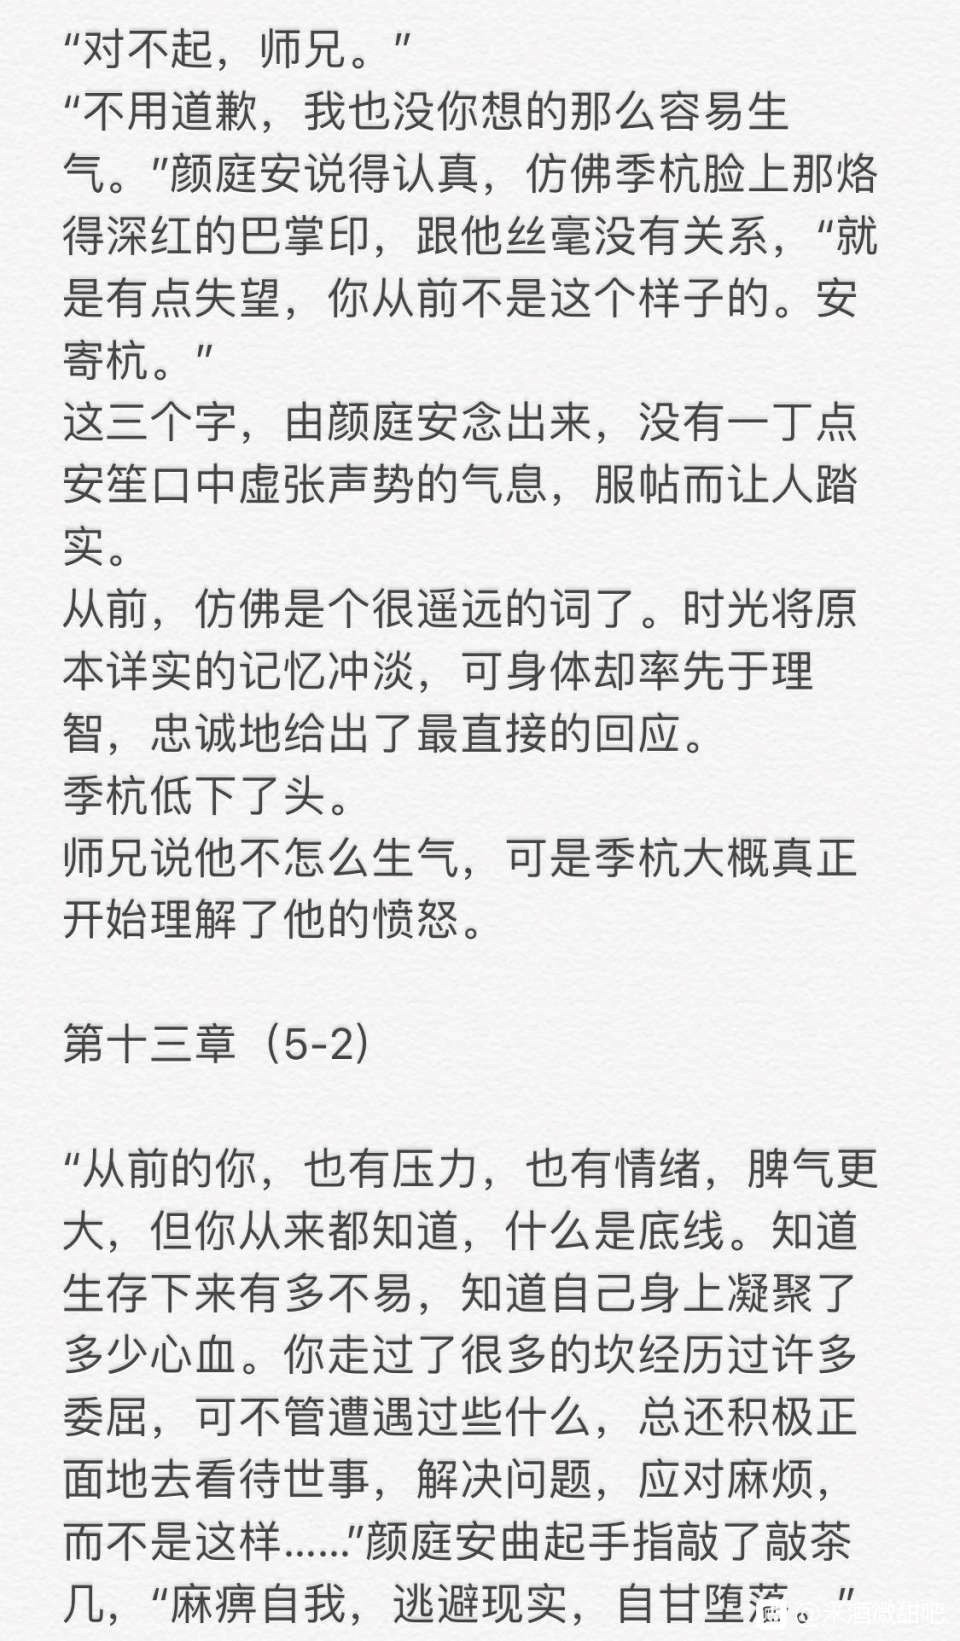 “对不起，师兄。”
“不用道歉，我也没你想的那么容易生
气。”颜庭安说得认真，仿佛季杭脸上那烙
得深红的巴掌印，跟他丝毫没有关系，“就
是有点失望，你从前不是这个样子的。安
寄杭。”
这三个字，由颜庭安念出来，没有一丁点
安笙口中虚张声势的气息，服帖而让人踏
实。
从前，仿佛是个很遥远的词了。时光将原
本详实的记忆冲淡，可身体却率先于理
智，忠诚地给出了最直接的回应。
季杭低下了头。
师兄说他不怎么生气，可是季杭大概真正
开始理解了他的愤怒。
第十三章（5-2）
“从前的你，也有压力，也有情绪，脾气更
大，但你从来都知道，什么是底线。知道
生存下来有多不易，知道自己身上凝聚了
多少心血。你走过了很多的坎经历过许多
委屈，可不管遭遇过些什么，总还积极正
面地去看待世事，解决问题，应对麻烦，
而不是这样……”颜庭安曲起手指敲了敲茶
几，“麻痹自我，逃避现实，自甘堕落。”